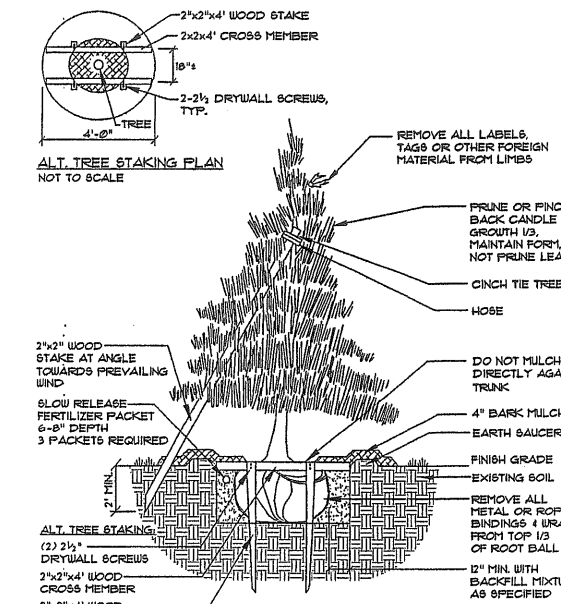 2"x2"x4' WOOD STAKE
2x2x4' CROSS MEMBER
18"±
2-2½ DRYWALL SCREWS,
TYP.
TREE
4'-0"
ALT. TREE STAKING PLAN
NOT TO SCALE
REMOVE ALL LABELS,
TAGS OR OTHER FOREIGN
MATERIAL FROM LIMBS
PRUNE OR PINC
BACK CANDLE
GROWTH 1/3,
MAINTAIN FORM,
NOT PRUNE LEA
CINCH TIE TREE
HOSE
2"x2" WOOD
STAKE AT ANGLE
TOWARDS PREVAILING
WIND
SLOW RELEASE
FERTILIZER PACKET
6-8" DEPTH
3 PACKETS REQUIRED
2' MIN.
DO NOT MULCH
DIRECTLY AGA
TRUNK
4" BARK MULCH
EARTH SAUCER
FINISH GRADE
EXISTING SOIL
REMOVE ALL
METAL OR ROP
BINDINGS & WRA
FROM TOP 1/3
OF ROOT BALL
12" MIN. WITH
BACKFILL MIXTU
AS SPECIFIED
ALT. TREE STAKING:
(2) 2½"
DRYWALL SCREWS
2"x2"x4' WOOD
CROSS MEMBER